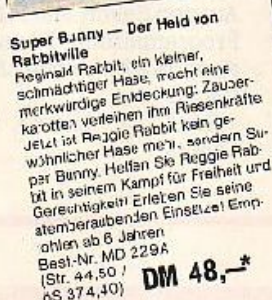 Super Bunny — Der Held von
Rabbitville
Reginald Rabbit, ein kleiner,
schmächtiger Hase, macht eine
merkwürdige Entdeckung: Zauber-
karotten verleihen ihm Riesenkräfte
Jetzt ist Reggie Rabbit kein ge-
wöhnlicher Hase mehr, sondern Su-
per Bunny. Helfen Sie Reggie Rab-
bit in seinem Kampf für Freiheit und
Gerechtigkeit! Erleben Sie seine
atemberaubenden Einsätze! Emp-
fohlen ab 6 Jahren
Best-Nr. MD 229A
(sFr. 44,50 /
öS 374,40) DM 48,—*